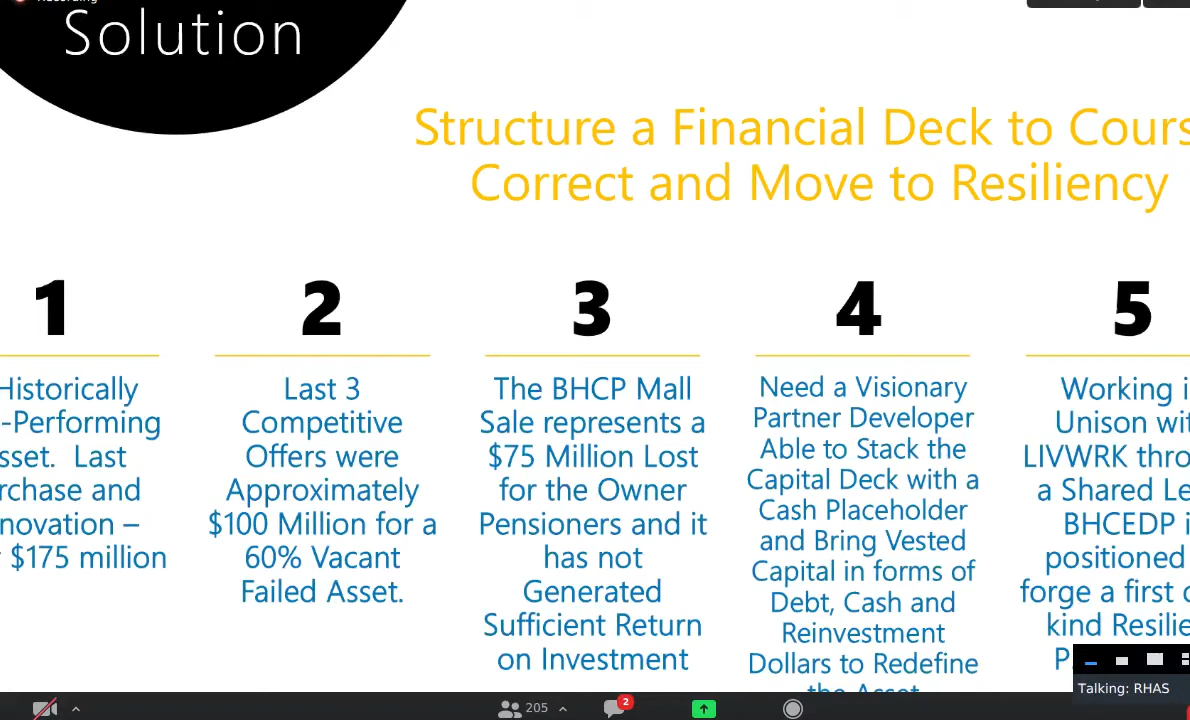 Solution
Structure a Financial Deck to Cours
Correct and Move to Resiliency
1
Historically
-Performing
sset. Last
rchase and
novation –
$175 million
2
Last 3
Competitive
Offers were
Approximately
$100 Million for a
60% Vacant
Failed Asset.
3
The BHCP Mall
Sale represents a
$75 Million Lost
for the Owner
Pensioners and it
has not
Generated
Sufficient Return
on Investment
4
Need a Visionary
Partner Developer
Able to Stack the
Capital Deck with a
Cash Placeholder
and Bring Vested
Capital in forms of
Debt, Cash and
Reinvestment
Dollars to Redefine
the Asset
5
Working i
Unison wit
LIVWRK thro
a Shared Le
BHCEDP i
positioned
forge a first o
kind Resilie
P
Talking: RHAS
205
2